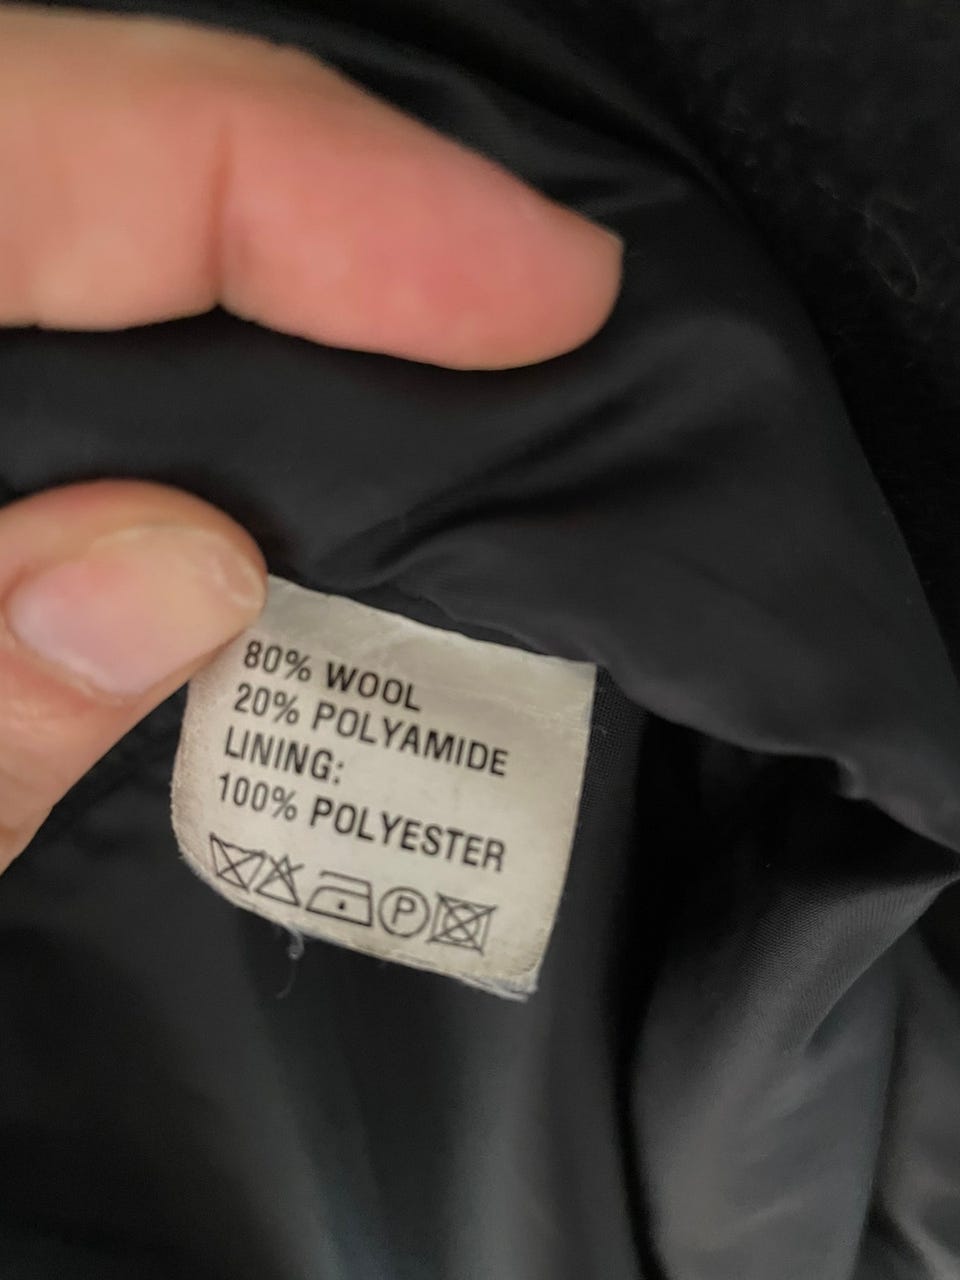 80% WOOL
20% POLYAMIDE
LINING:
100% POLYESTER
P